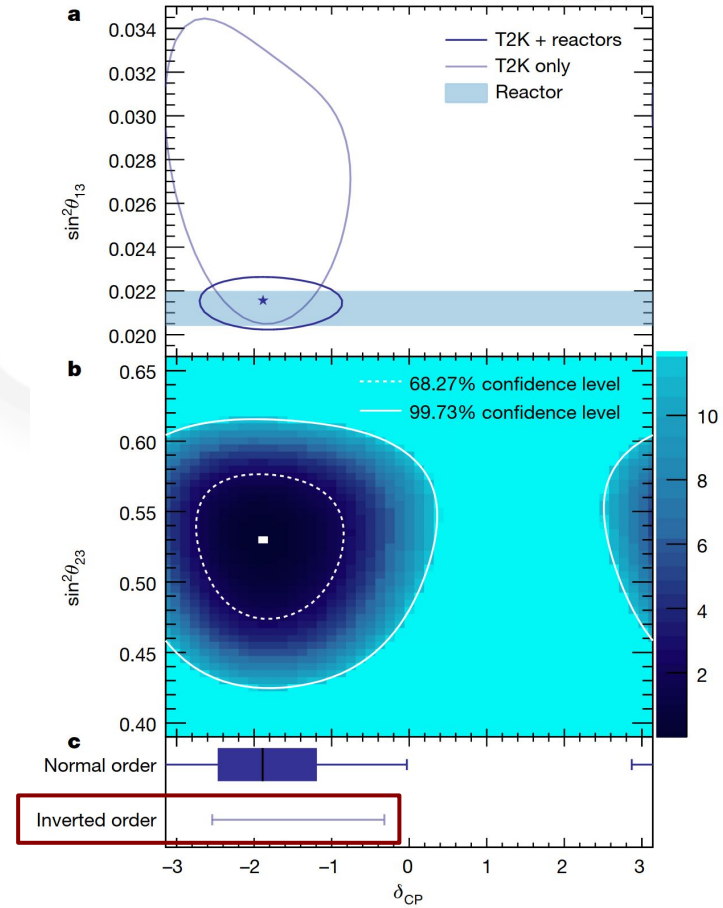 a
0.034
0.032
0.030
0.028
0.026
0.024
0.022
0.020
sin²θ₁₃
T2K + reactors
T2K only
Reactor
b
0.65
0.60
0.55
0.50
0.45
0.40
sin²θ₂₃
68.27% confidence level
99.73% confidence level
10
8
6
4
2
c
Normal order
Inverted order
−3 −2 −1 0 1 2 3
δCP